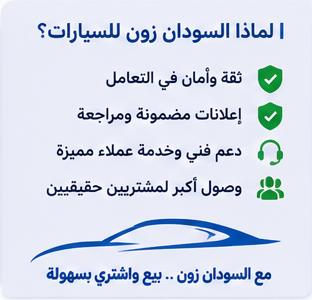 لماذا السودان زون للسيارات؟
ثقة وأمان في التعامل
إعلانات مضمونة ومراجعة
دعم فني وخدمة عملاء مميزة
وصول أكبر لمشتريين حقيقيين
مع السودان زون .. بيع واشتري بسهولة